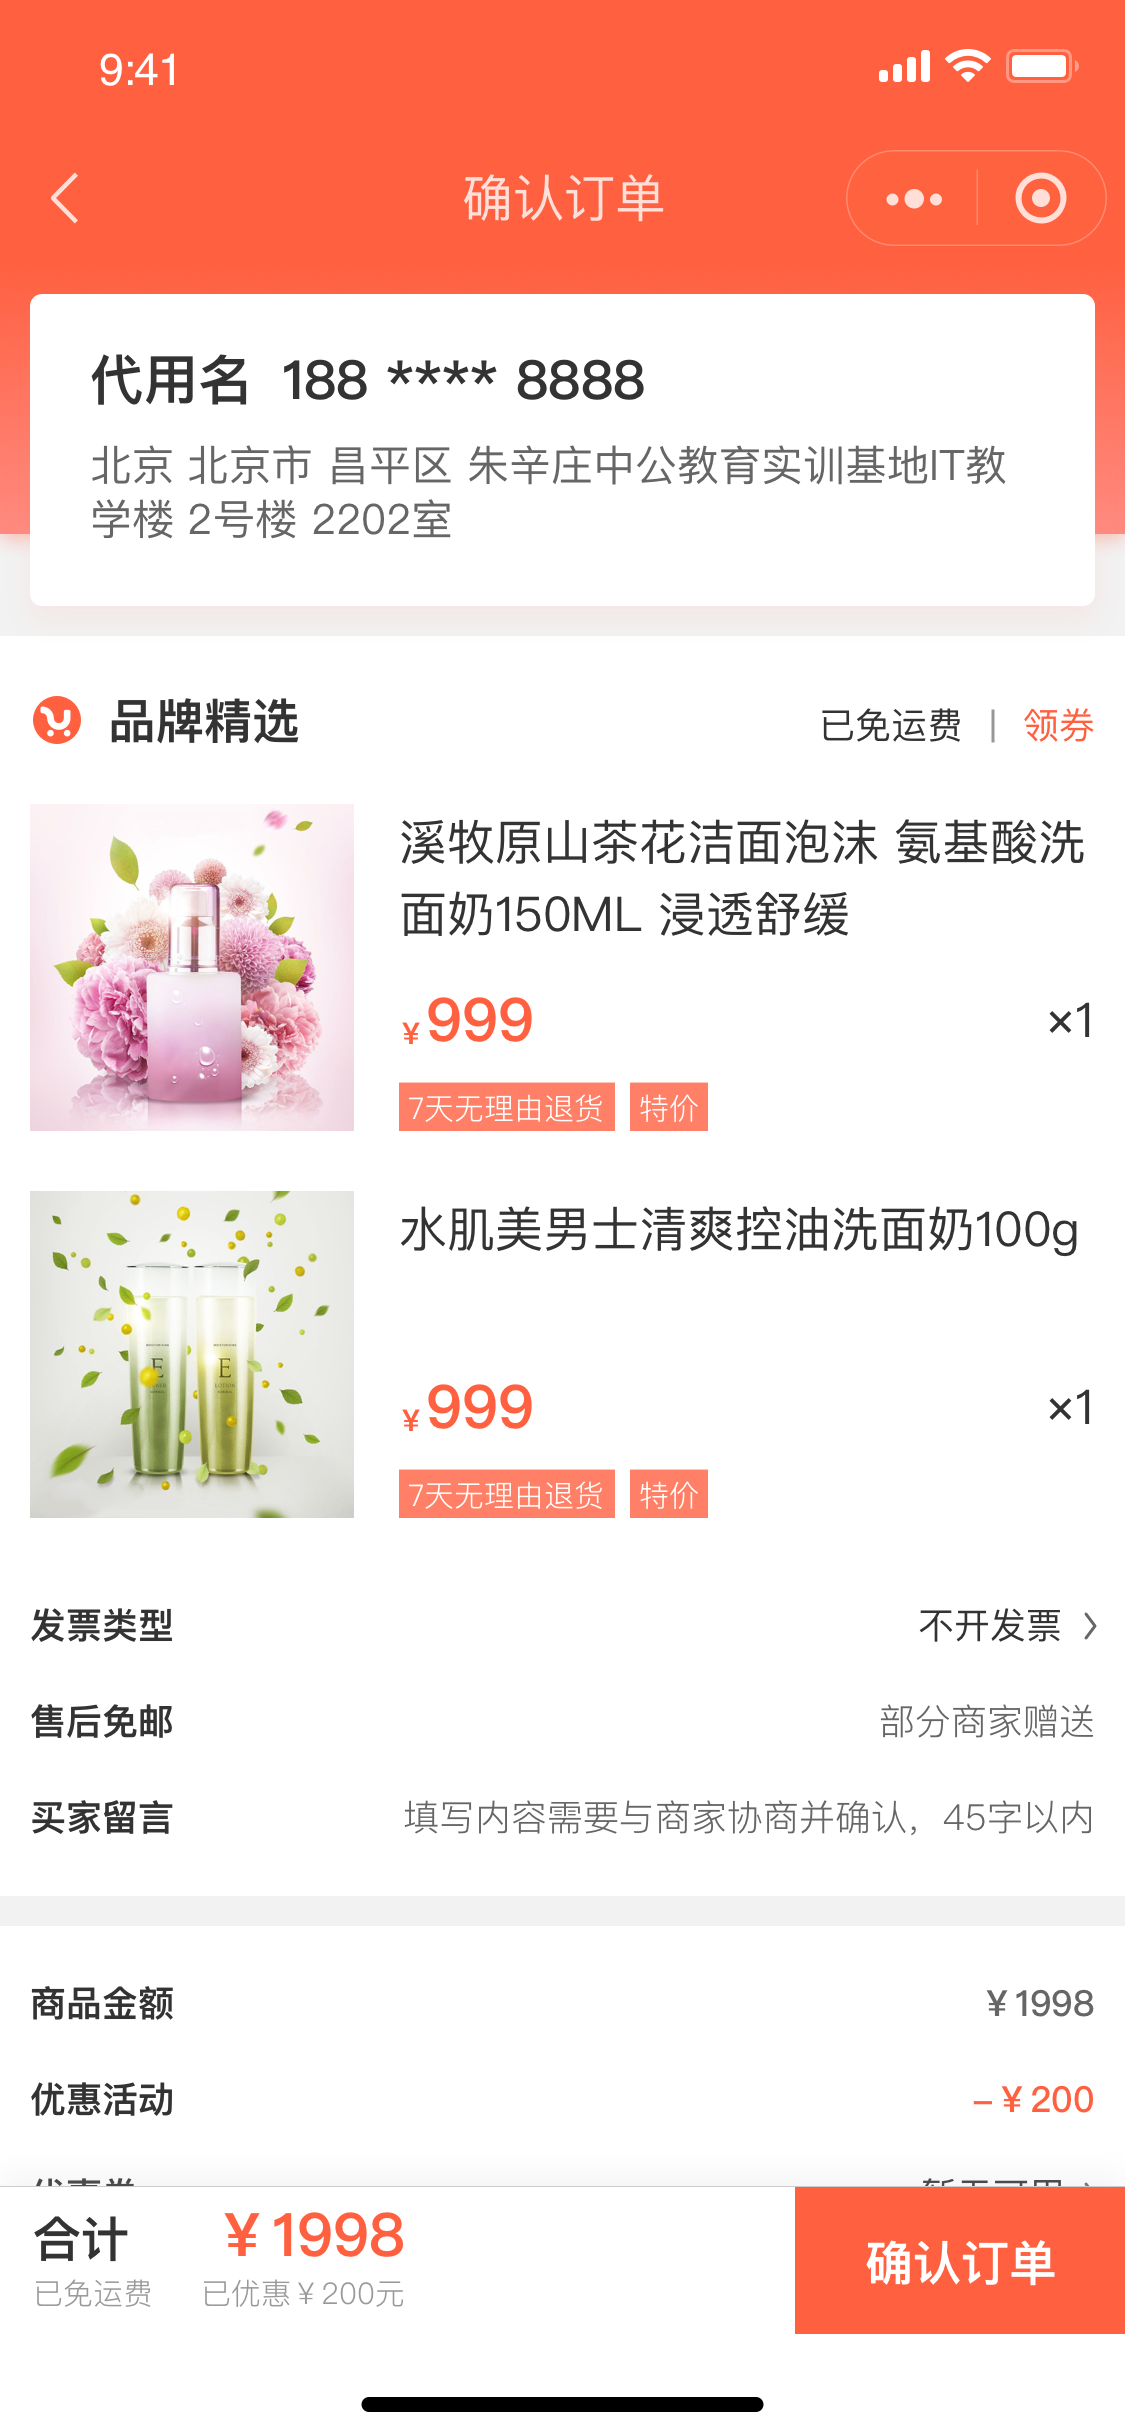 9:41
确认订单
代用名 188 **** 8888
北京 北京市 昌平区 朱辛庄中公教育实训基地IT教
学楼 2号楼 2202室
品牌精选
已免运费 | 领券
溪牧原山茶花洁面泡沫 氨基酸洗
面奶150ML 浸透舒缓
¥999
×1
7天无理由退货 特价
E
E
LOTION
水肌美男士清爽控油洗面奶100g
¥999
×1
7天无理由退货 特价
发票类型 不开发票
售后免邮 部分商家赠送
买家留言 填写内容需要与商家协商并确认，45字以内
商品金额 ¥1998
优惠活动 –¥200
合计 ¥1998
已免运费 已优惠¥200元
确认订单